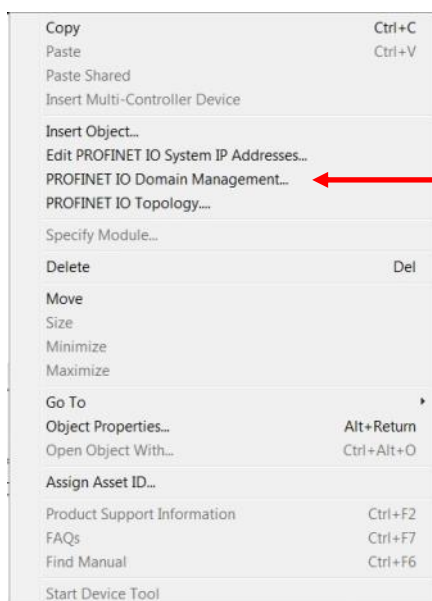 Copy Ctrl+C
Paste Ctrl+V
Paste Shared
Insert Multi-Controller Device
Insert Object...
Edit PROFINET IO System IP Addresses...
PROFINET IO Domain Management...
PROFINET IO Topology....
Specify Module...
Delete Del
Move
Size
Minimize
Maximize
Go To
Object Properties... Alt+Return
Open Object With... Ctrl+Alt+O
Assign Asset ID...
Product Support Information Ctrl+F2
FAQs Ctrl+F7
Find Manual Ctrl+F6
Start Device Tool